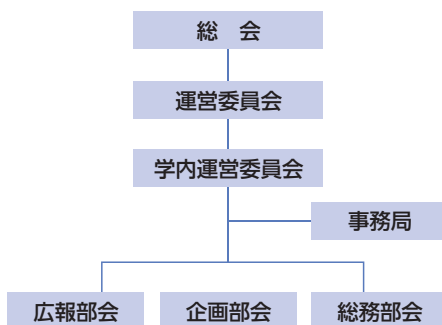 総　会
運営委員会
学内運営委員会
事務局
広報部会
企画部会
総務部会